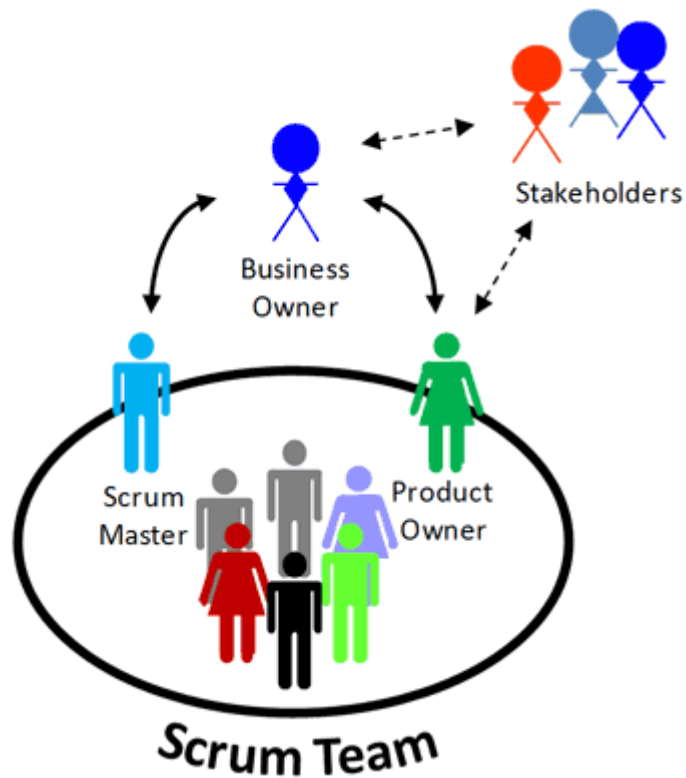 Stakeholders
Business
Owner
Scrum
Master
Product
Owner
Scrum Team